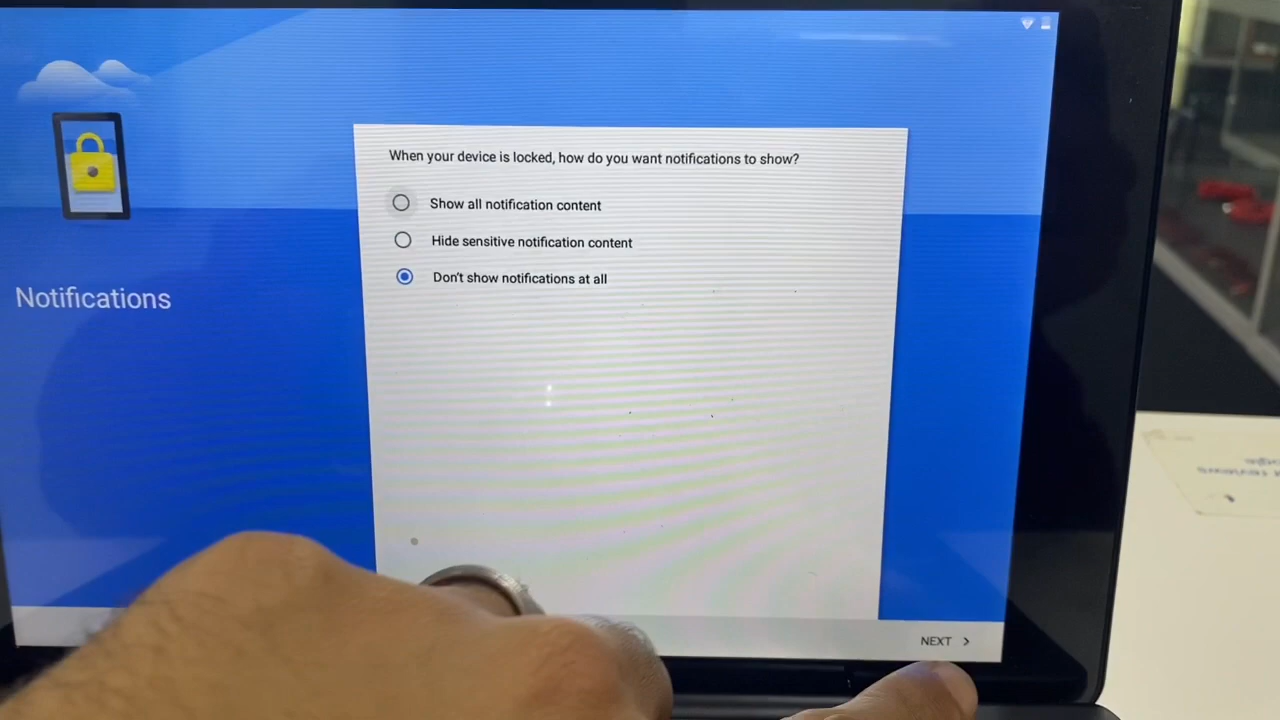 When your device is locked, how do you want notifications to show?
Show all notification content
Hide sensitive notification content
Don't show notifications at all
Notifications
NEXT >